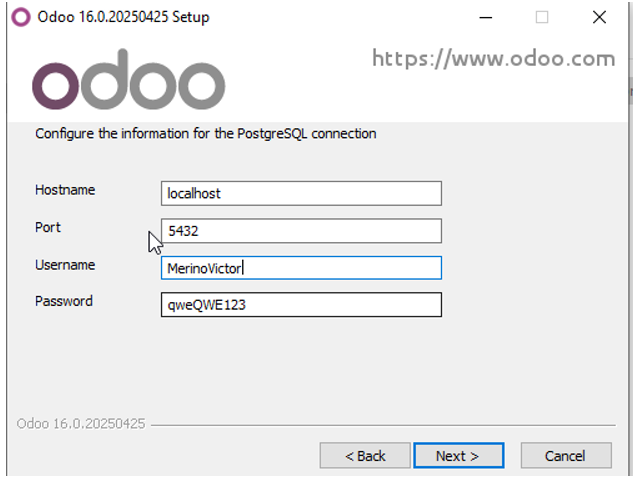 Odoo 16.0.20250425 Setup
odoo
https://www.odoo.com
Configure the information for the PostgreSQL connection
Hostname
localhost
Port
5432
Username
MerinoVictor
Password
qweQWE123
Odoo 16.0.20250425
< Back
Next >
Cancel